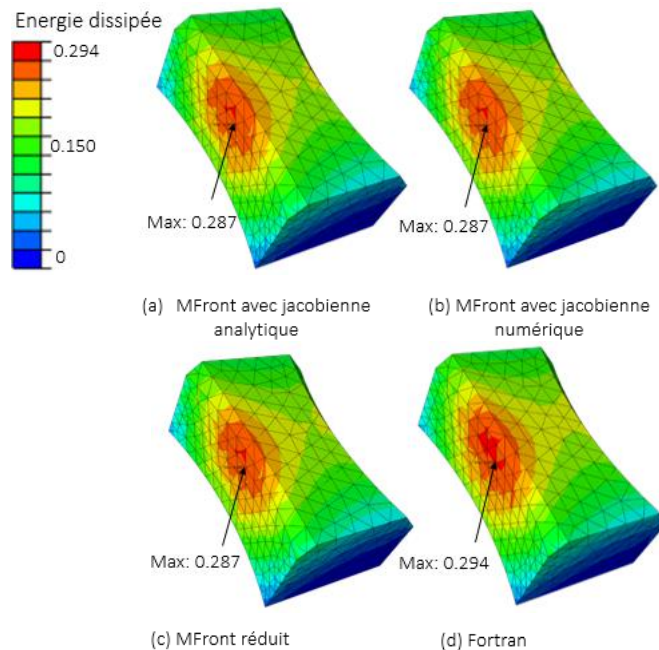 Energie dissipée
0.294
0.150
0
Max: 0.287
Max: 0.287
(a) MFront avec jacobienne
analytique
(b) MFront avec jacobienne
numérique
Max: 0.287
Max: 0.294
(c) MFront réduit
(d) Fortran